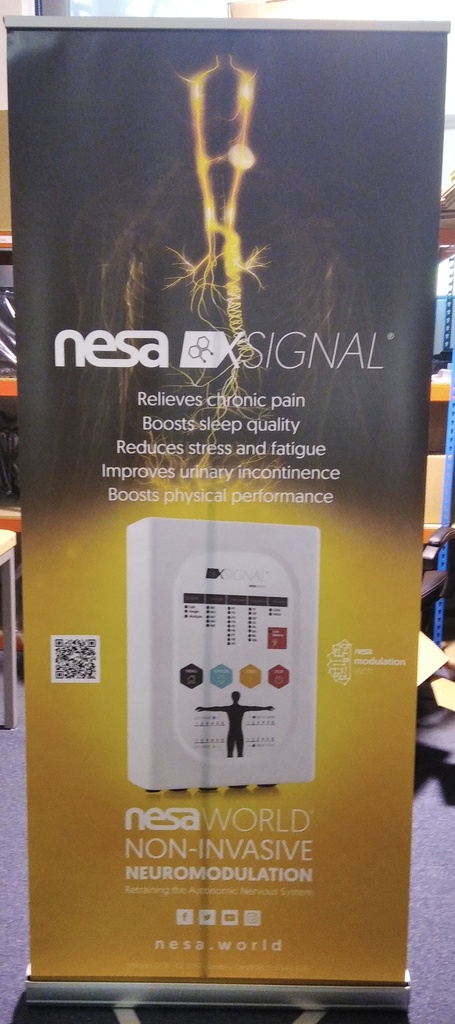 nesa XSIGNAL®
Relieves chronic pain
Boosts sleep quality
Reduces stress and fatigue
Improves urinary incontinence
Boosts physical performance
XSIGNAL
nesa
modulation
tech
nesaWORLD
NON-INVASIVE
NEUROMODULATION
Retraining the Autonomic Nervous System
nesa.world